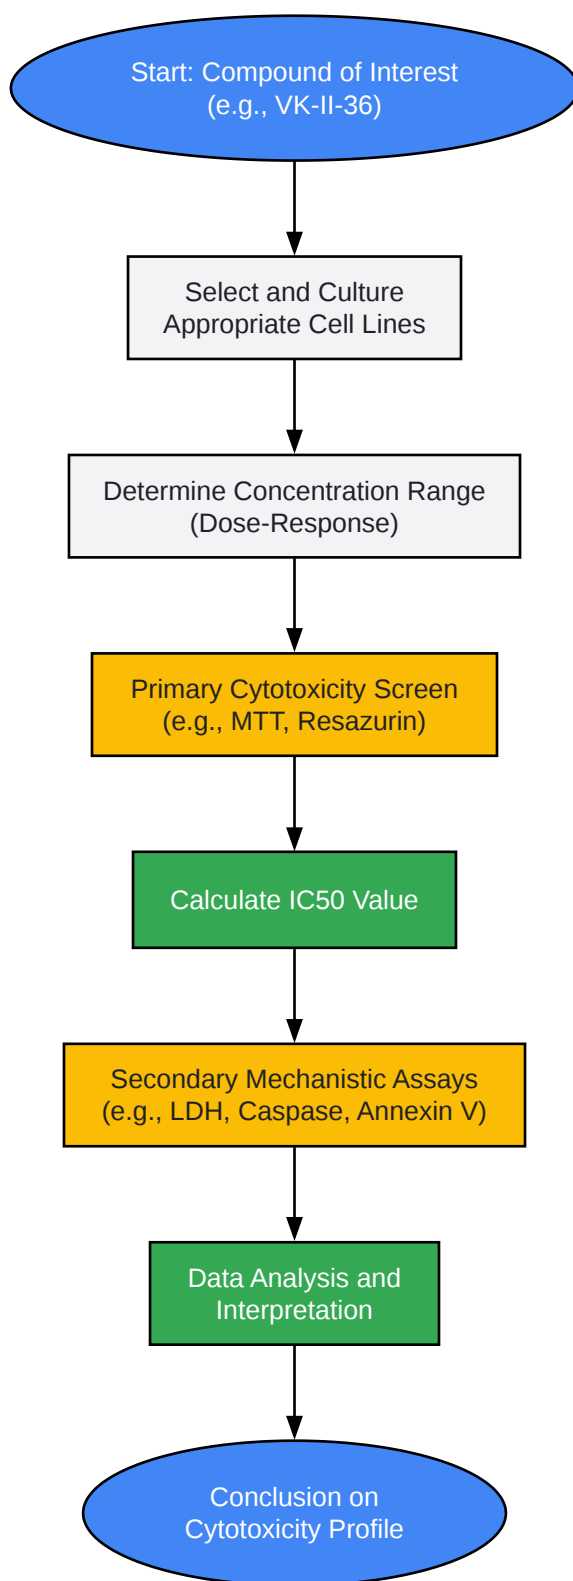 Start: Compound of Interest
(e.g., VK-II-36)
Select and Culture
Appropriate Cell Lines
Determine Concentration Range
(Dose-Response)
Primary Cytotoxicity Screen
(e.g., MTT, Resazurin)
Calculate IC50 Value
Secondary Mechanistic Assays
(e.g., LDH, Caspase, Annexin V)
Data Analysis and
Interpretation
Conclusion on
Cytotoxicity Profile